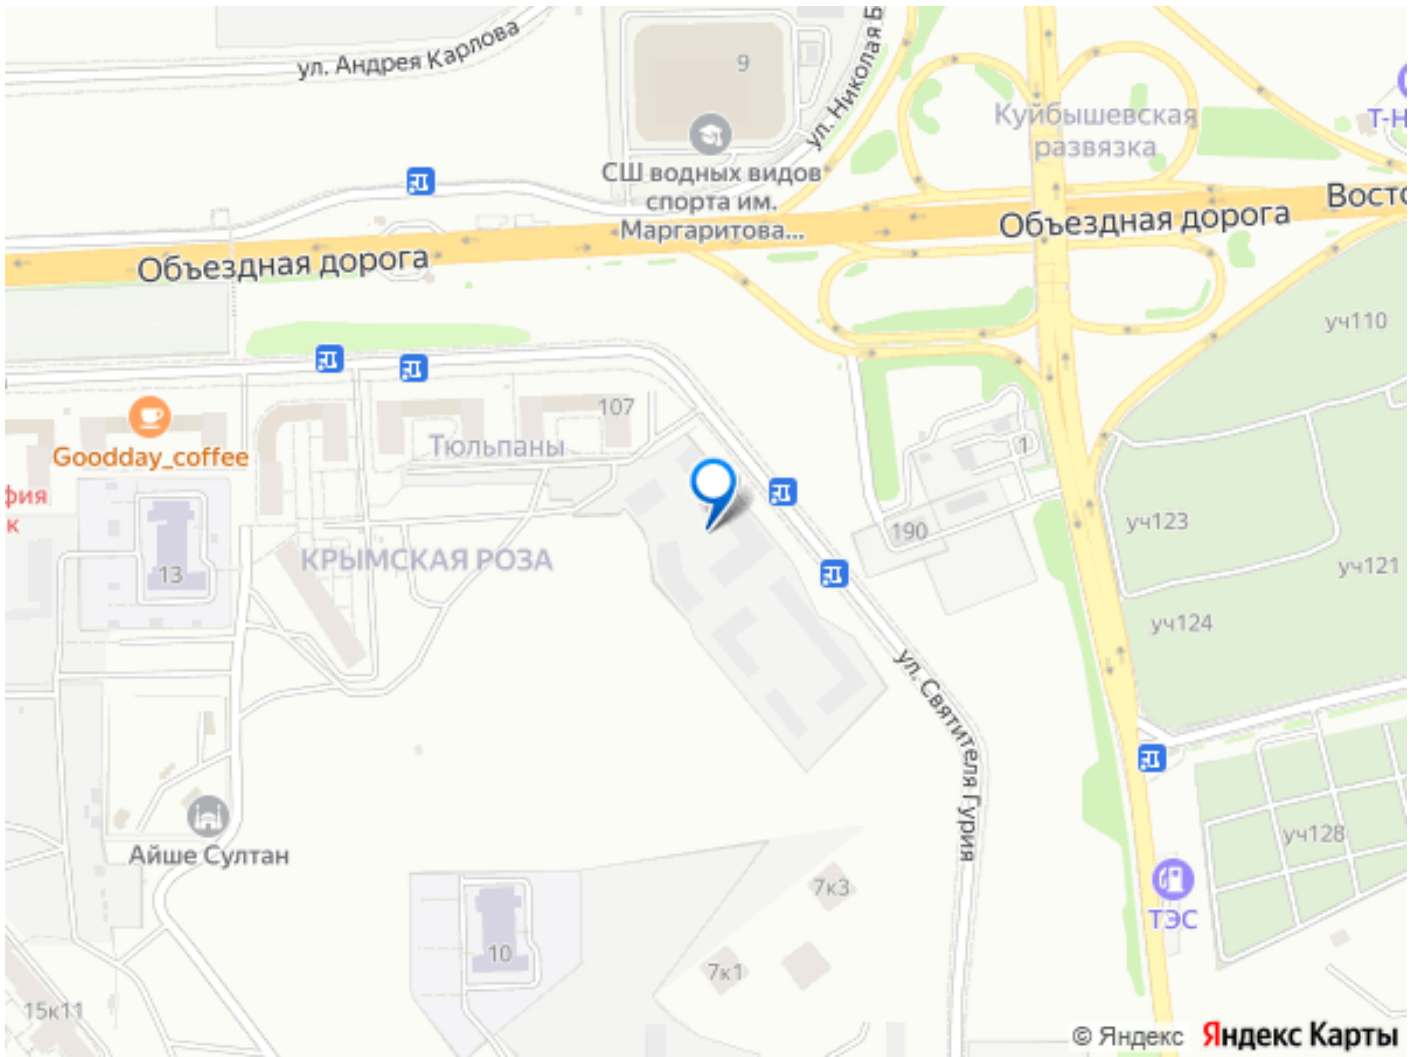 ул. Андрея Карлова
9
ул. Николая Б
Куйбышевская
развязка
Т-Н
СШ водных видов
спорта им.
Маргаритова...
Восто
Объездная дорога
Объездная дорога
уч110
107
Тюльпаны
Goodday_coffee
1
фия
к
190
уч123
КРЫМСКАЯ РОЗА
13
уч121
уч124
ул. Святителя Гурия
уч128
Айше Султан
7к3
ТЭС
10
7к1
15к11
© Яндекс Яндекс Карты